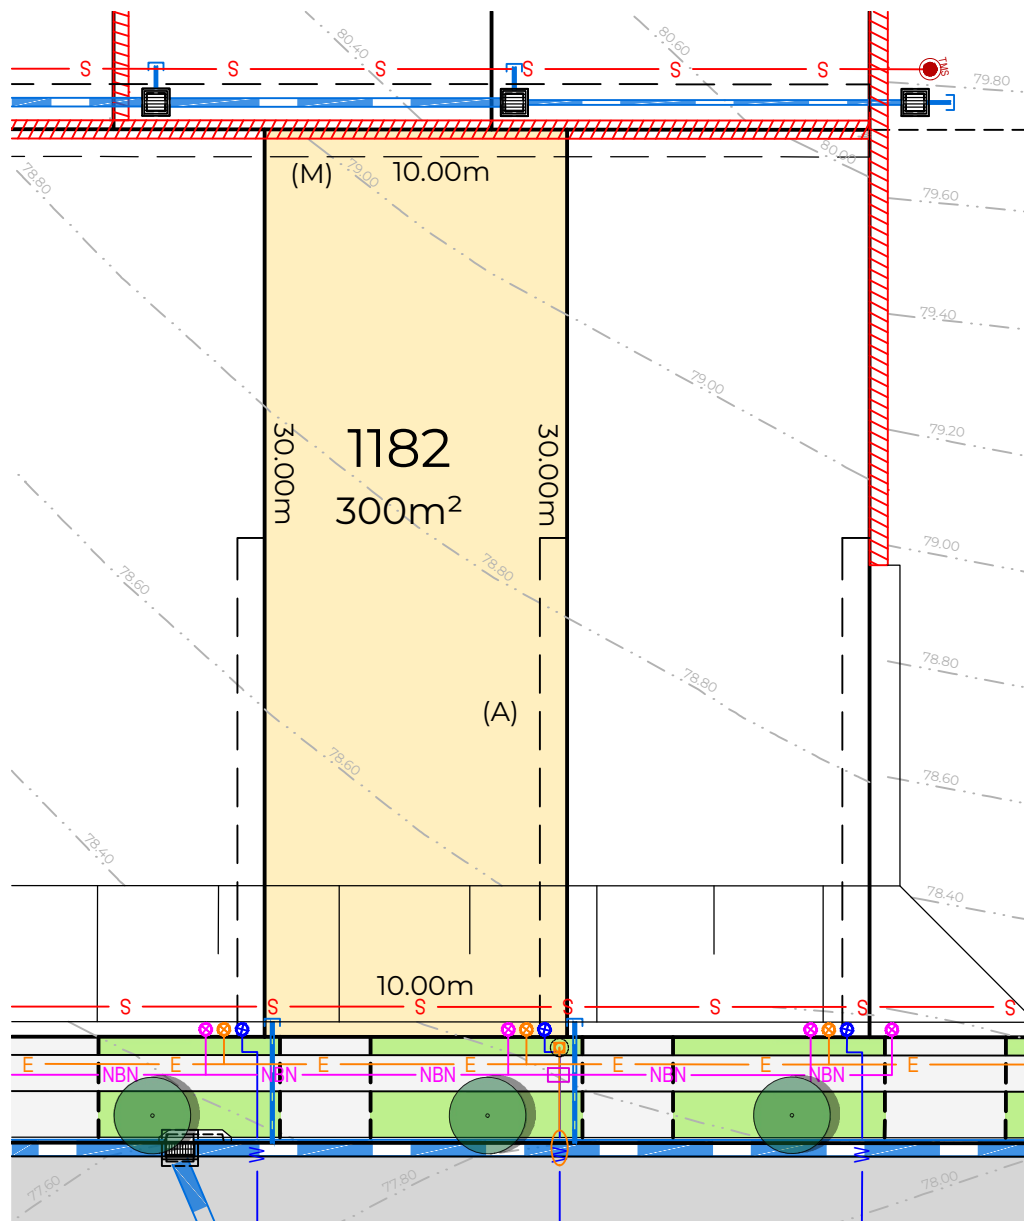 80.40
80.60
S S S S S S
TMS
79.80
78.80
(M)
10.00m
79.00
80.00
79.60
79.40
79.00
79.20
30.00m
1182
30.00m
300m²
79.00
78.60
78.80
78.80
78.80
(A)
78.60
78.60
78.40
78.40
10.00m
S S S S S S S
E E E E E E
NBN NBN NBN NBN NBN
W W W
77.60
77.80
78.00